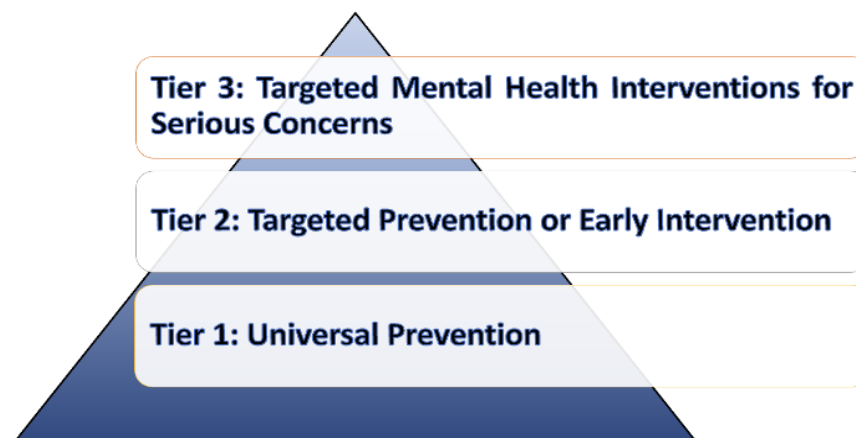 Tier 3: Targeted Mental Health Interventions for
Serious Concerns
Tier 2: Targeted Prevention or Early Intervention
Tier 1: Universal Prevention